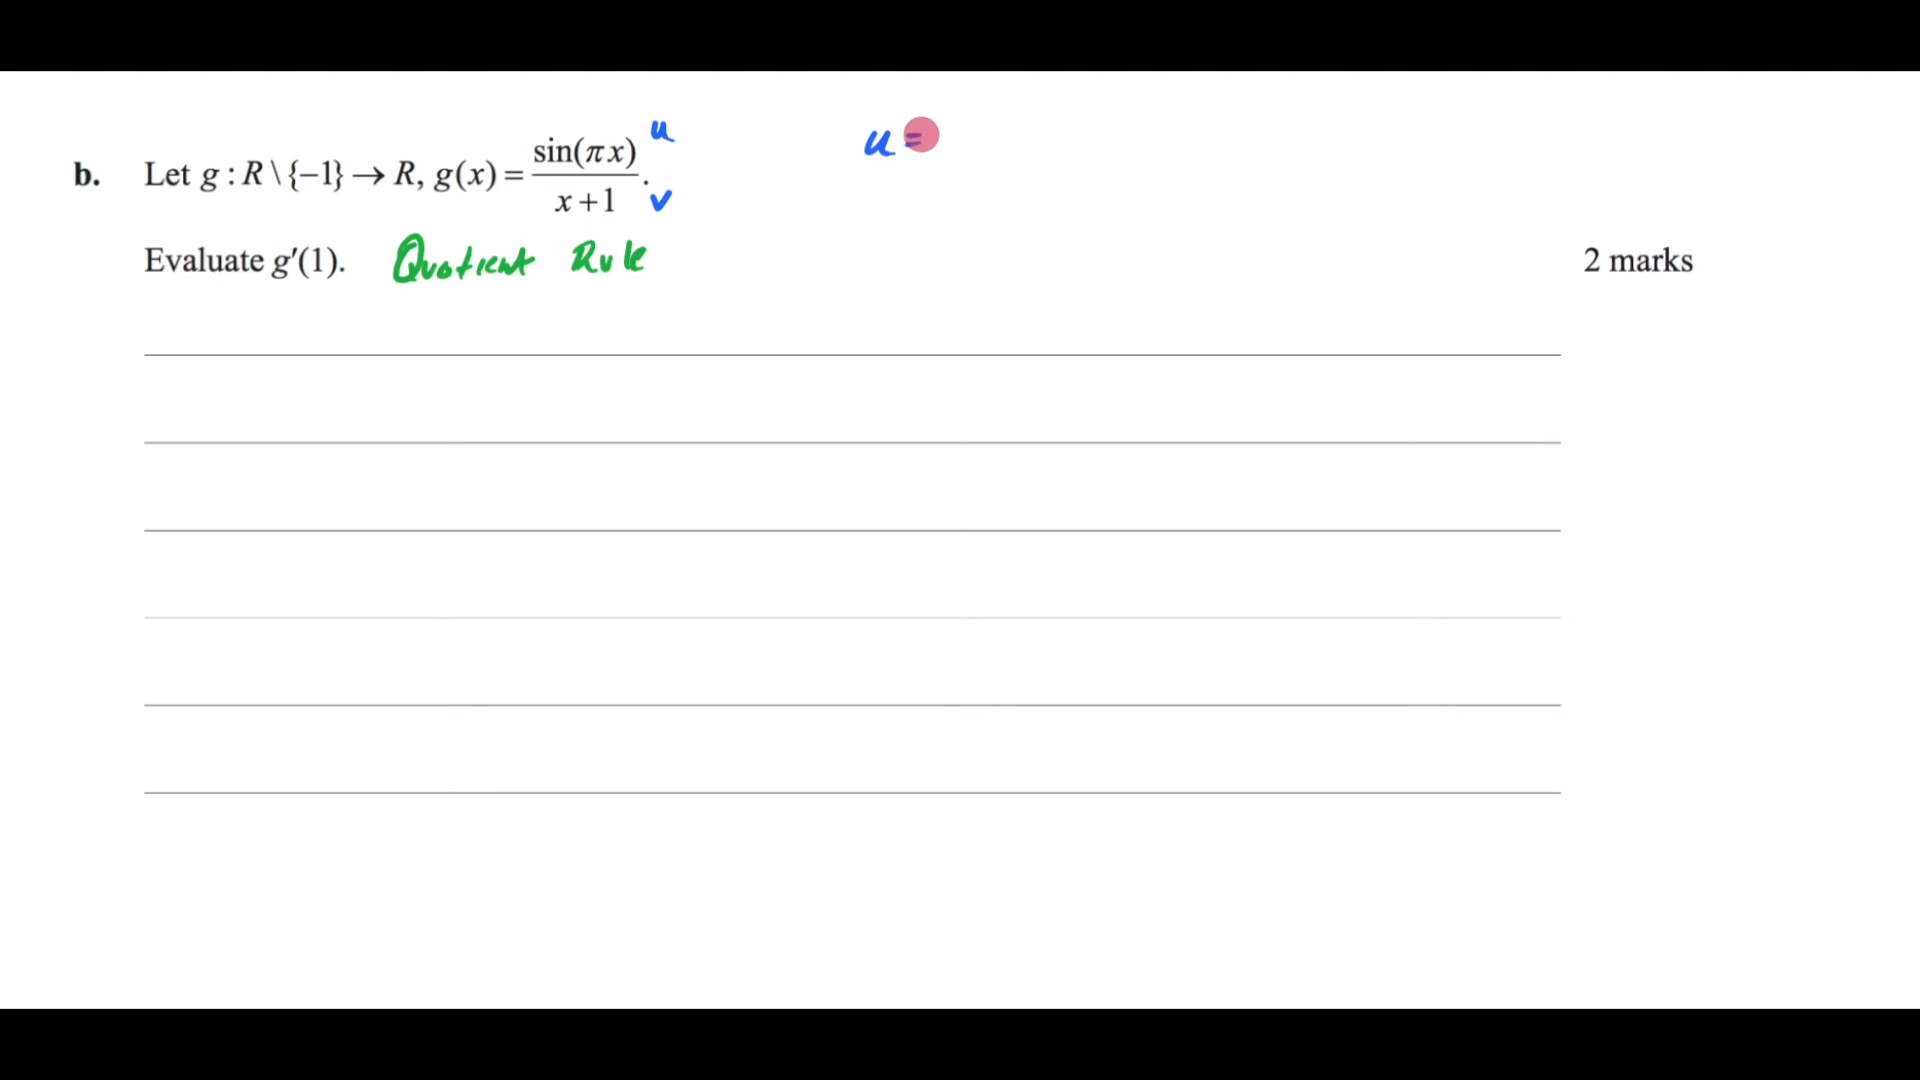 b. Let g : R \ {−1} → R, g(x) = sin(πx) / x + 1 .
u
v
u =
Evaluate g′(1). Quotient Rule 2 marks